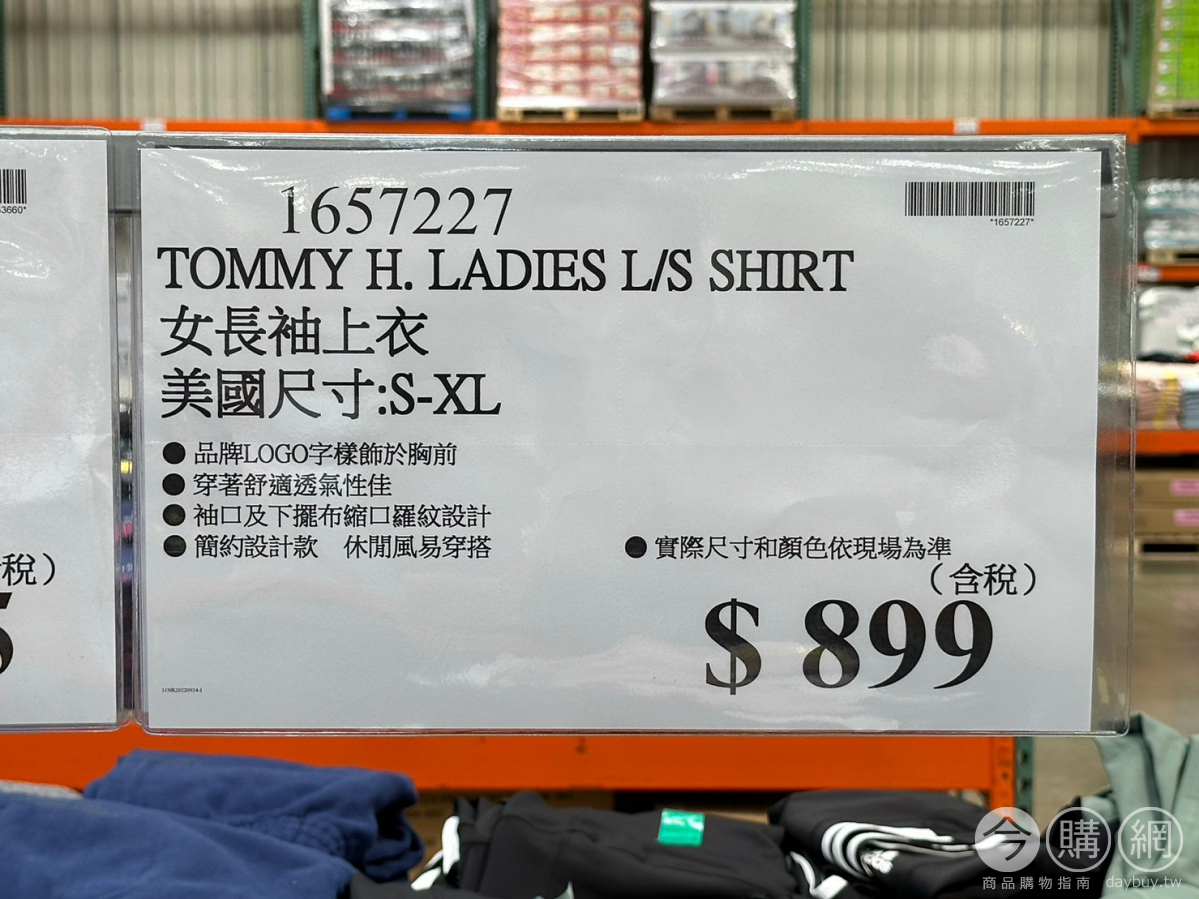 3660*
1657227
*1657227*
TOMMY H. LADIES L/S SHIRT
女長袖上衣
美國尺寸:S-XL
● 品牌LOGO字樣飾於胸前
● 穿著舒適透氣性佳
● 袖口及下擺布縮口羅紋設計
● 簡約設計款 休閒風易穿搭
● 實際尺寸和顏色依現場為準
稅)
(含稅)
5
$ 899
今購網
商品購物指南 daybuy.tw